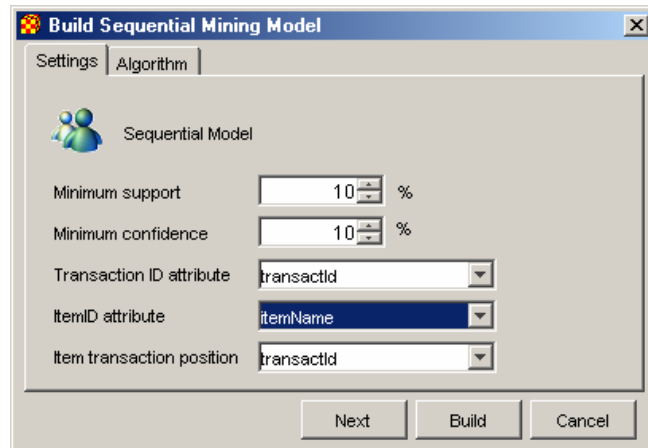 Build Sequential Mining Model
Settings Algorithm
Sequential Model
Minimum support 10 %
Minimum confidence 10 %
Transaction ID attribute transactId
ItemID attribute itemName
Item transaction position transactId
Next Build Cancel